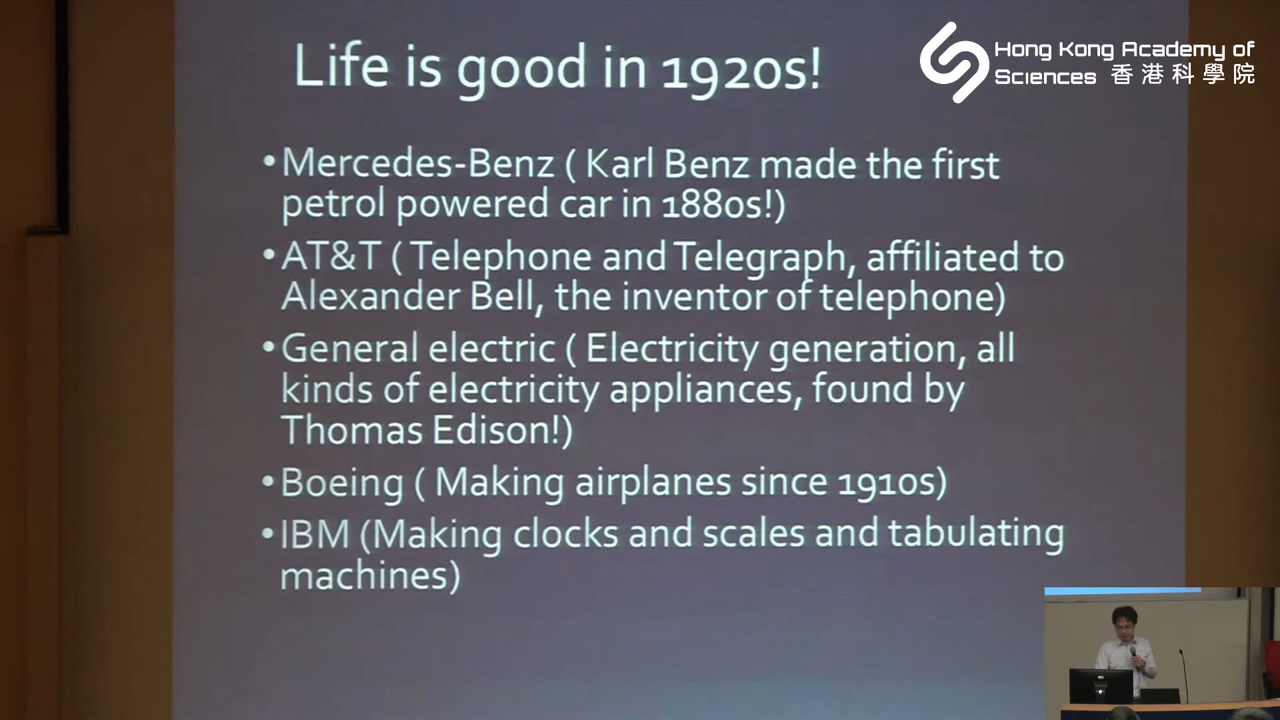 Life is good in 1920s!
Hong Kong Academy of
Sciences 香港科學院
•Mercedes-Benz ( Karl Benz made the first
petrol powered car in 1880s!)
•AT&T ( Telephone and Telegraph, affiliated to
Alexander Bell, the inventor of telephone)
•General electric ( Electricity generation, all
kinds of electricity appliances, found by
Thomas Edison!)
•Boeing ( Making airplanes since 1910s)
•IBM (Making clocks and scales and tabulating
machines)